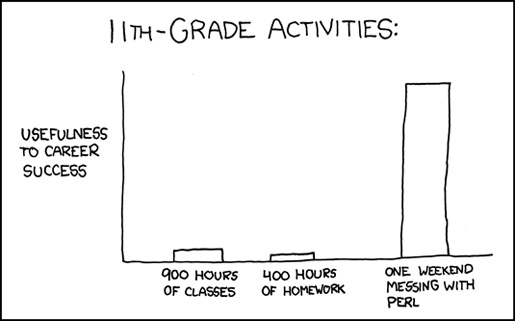 11TH-GRADE ACTIVITIES:
USEFULNESS
TO CAREER
SUCCESS
900 HOURS
OF CLASSES
400 HOURS
OF HOMEWORK
ONE WEEKEND
MESSING WITH
PERL